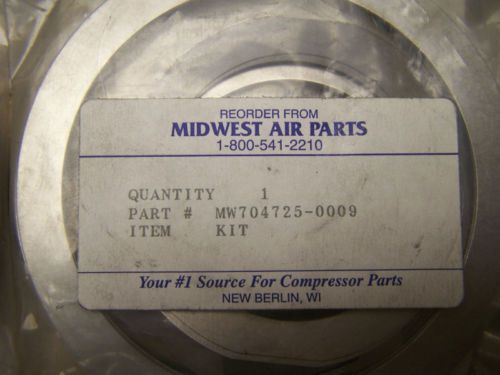 REORDER FROM
MIDWEST AIR PARTS
1-800-541-2210
QUANTITY 1
PART # MW704725-0009
ITEM KIT
Your #1 Source For Compressor Parts
NEW BERLIN, WI